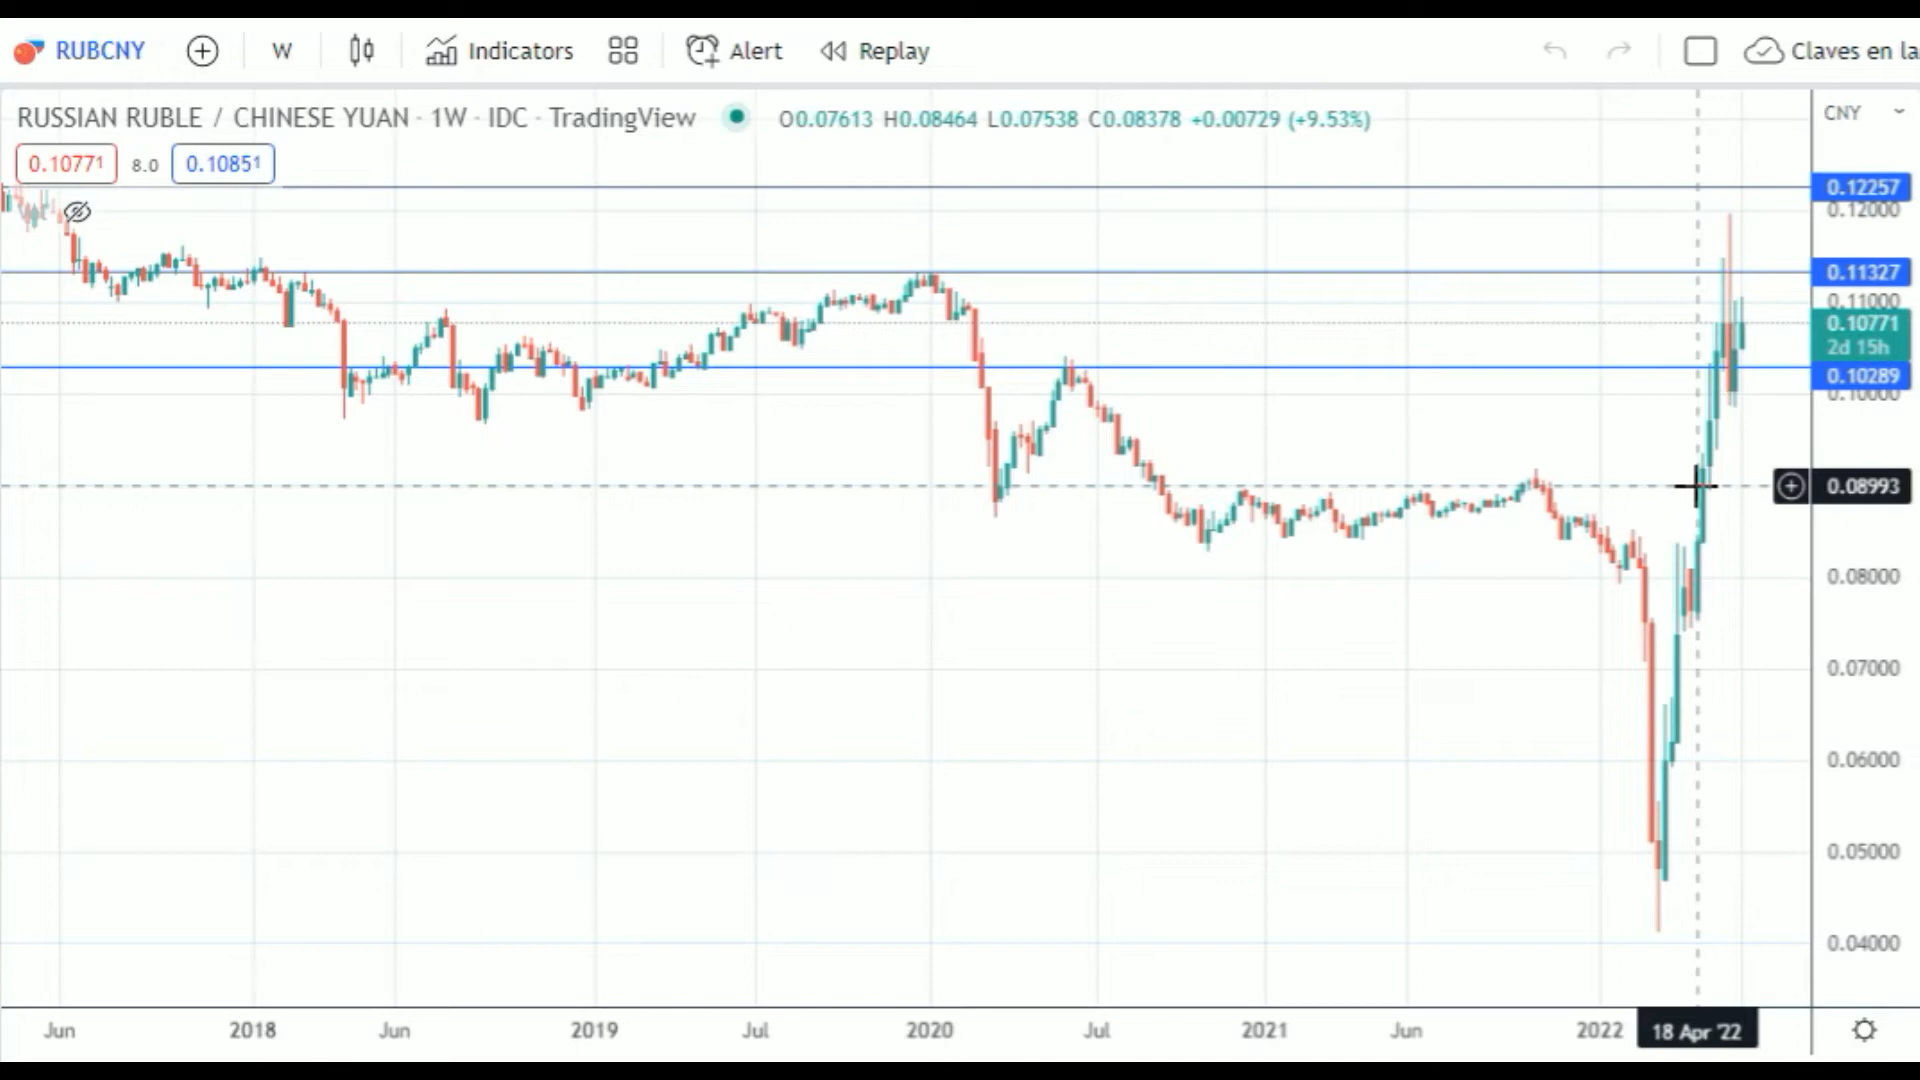 RUBCNY W Indicators Alert Replay Claves en la
RUSSIAN RUBLE / CHINESE YUAN · 1W · IDC · TradingView O0.07613 H0.08464 L0.07538 C0.08378 +0.00729 (+9.53%) CNY
0.10771 8.0 0.10851
0.12257
0.12000
0.11327
0.11000
0.10771
2d 15h
0.10289
0.10000
0.08993
0.08000
0.07000
0.06000
0.05000
0.04000
Jun 2018 Jun 2019 Jul 2020 Jul 2021 Jun 2022 18 Apr '22